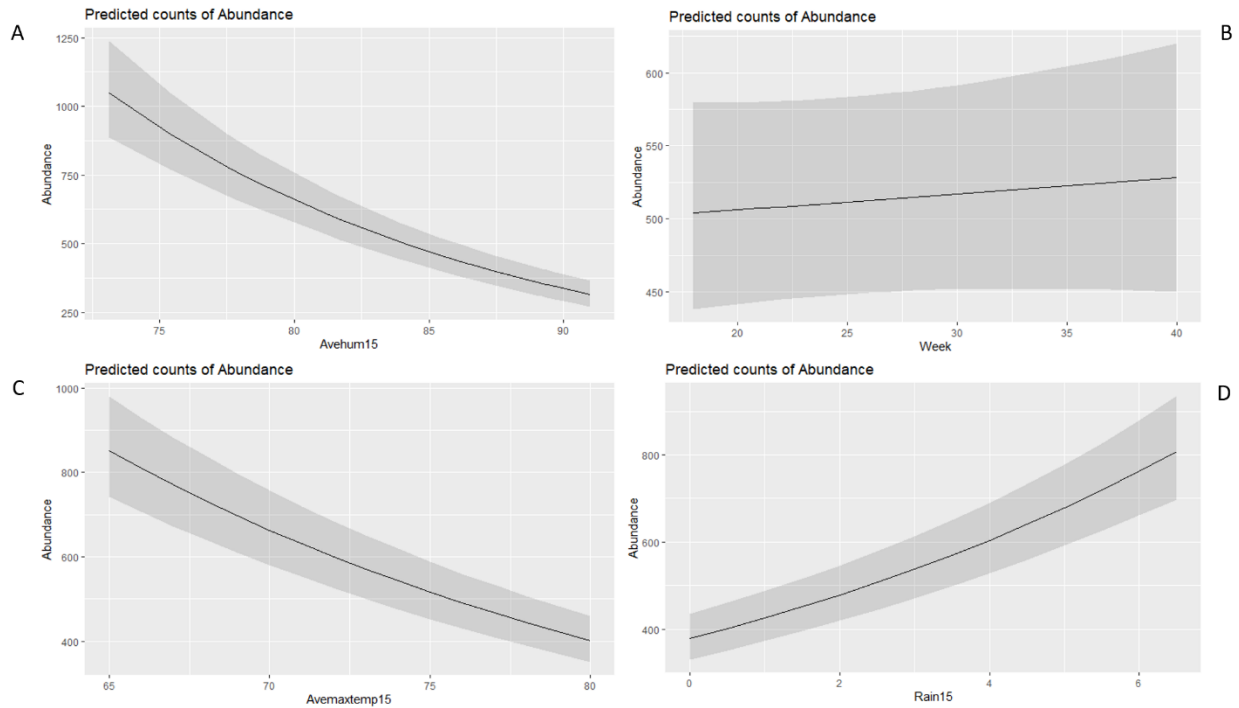 A
Predicted counts of Abundance
Abundance
1250
1000
750
500
250
75
80
85
90
Avehum15
Predicted counts of Abundance
B
Abundance
600
550
500
450
20
25
30
35
40
Week
C
Predicted counts of Abundance
Abundance
1000
800
600
400
65
70
75
80
Avemaxtemp15
Predicted counts of Abundance
D
Abundance
800
600
400
0
2
4
6
Rain15